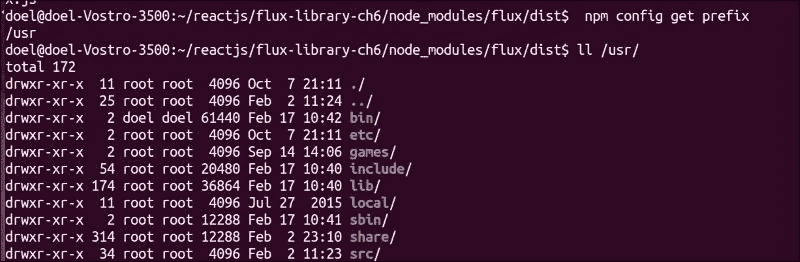 x.js
doel@doel-Vostro-3500:~/reactjs/flux-library-ch6/node_modules/flux/dist$  npm config get prefix
/usr
doel@doel-Vostro-3500:~/reactjs/flux-library-ch6/node_modules/flux/dist$ ll /usr/
total 172
drwxr-xr-x  11 root root  4096 Oct  7 21:11 ./
drwxr-xr-x  25 root root  4096 Feb  2 11:24 ../
drwxr-xr-x   2 doel doel 61440 Feb 17 10:42 bin/
drwxr-xr-x   2 root root  4096 Oct  7 21:11 etc/
drwxr-xr-x   2 root root  4096 Sep 14 14:06 games/
drwxr-xr-x  54 root root 20480 Feb 17 10:40 include/
drwxr-xr-x 174 root root 36864 Feb 17 10:40 lib/
drwxr-xr-x  11 root root  4096 Jul 27  2015 local/
drwxr-xr-x   2 root root 12288 Feb 17 10:41 sbin/
drwxr-xr-x 314 root root 12288 Feb  2 23:10 share/
drwxr-xr-x  34 root root  4096 Feb  2 11:23 src/